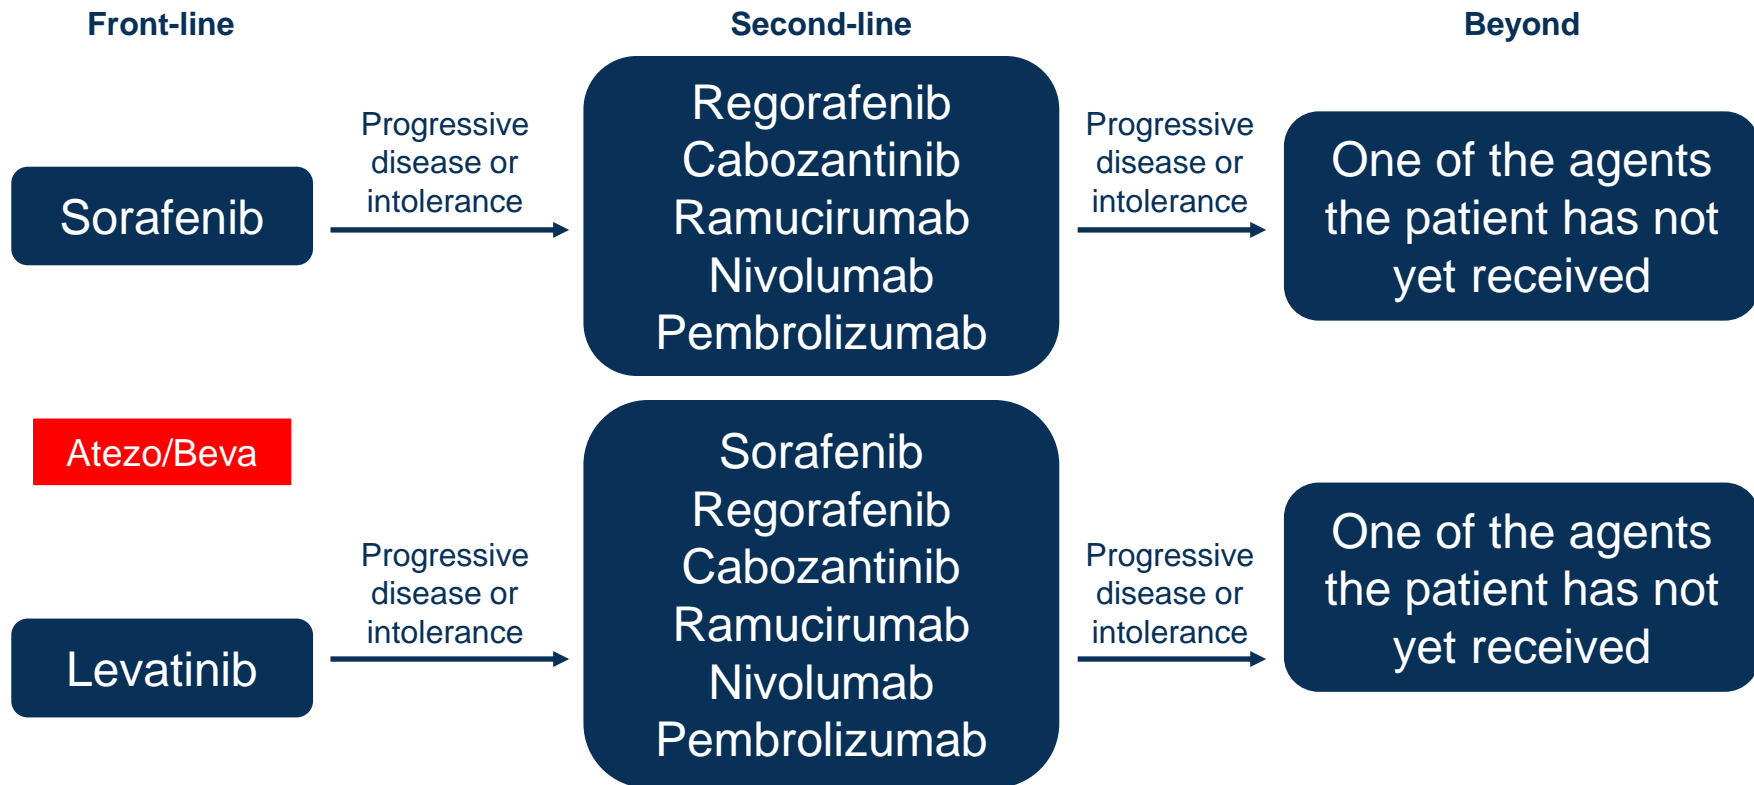 Front-line
Second-line
Beyond
Sorafenib
Progressive
disease or
intolerance
Regorafenib
Cabozantinib
Ramucirumab
Nivolumab
Pembrolizumab
Progressive
disease or
intolerance
One of the agents
the patient has not
yet received
Atezo/Beva
Levatinib
Progressive
disease or
intolerance
Sorafenib
Regorafenib
Cabozantinib
Ramucirumab
Nivolumab
Pembrolizumab
Progressive
disease or
intolerance
One of the agents
the patient has not
yet received